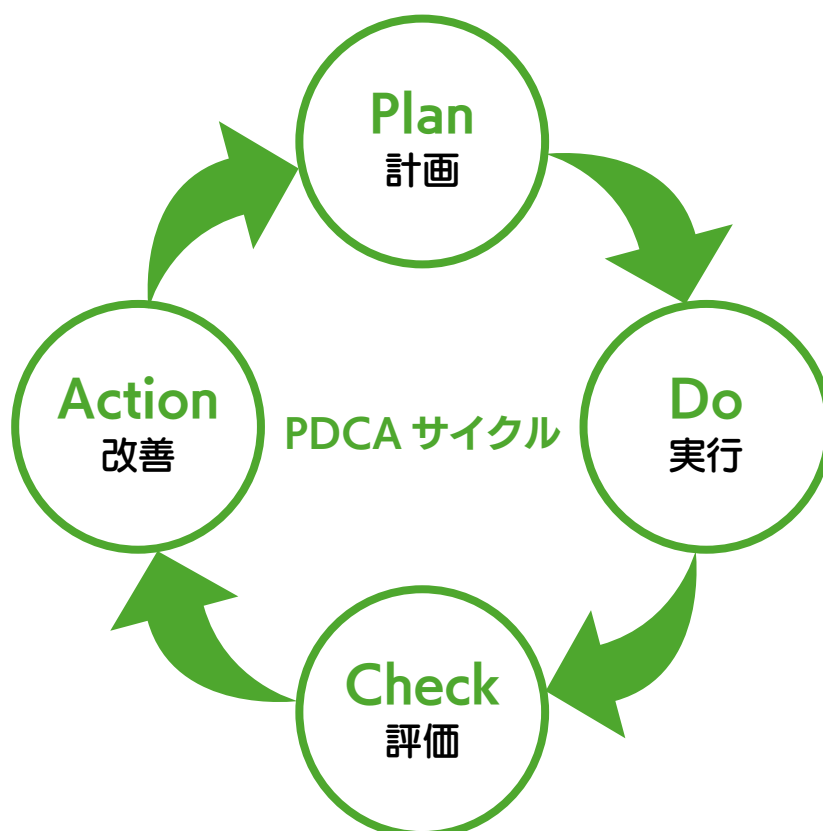 Plan
計画
Do
実行
Check
評価
Action
改善
PDCA サイクル